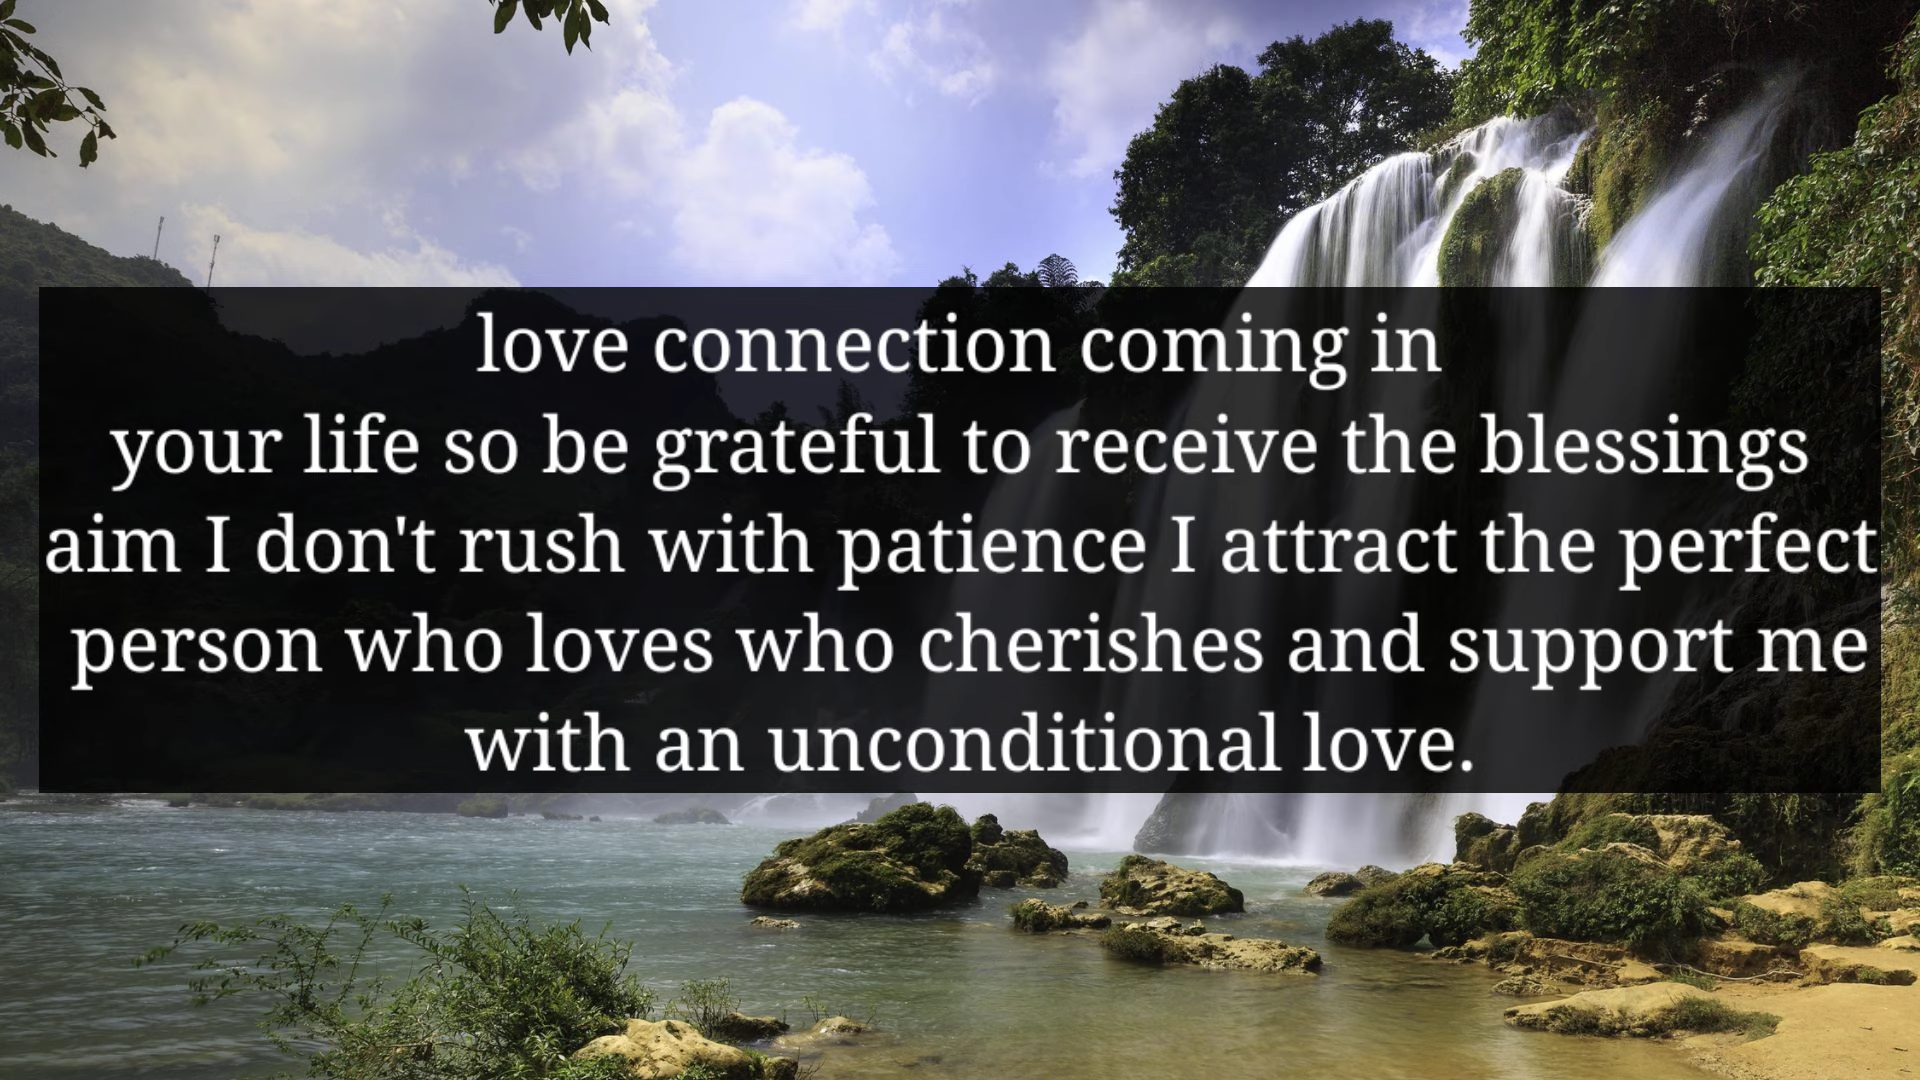 love connection coming in
your life so be grateful to receive the blessings
aim I don't rush with patience I attract the perfect
person who loves who cherishes and support me
with an unconditional love.